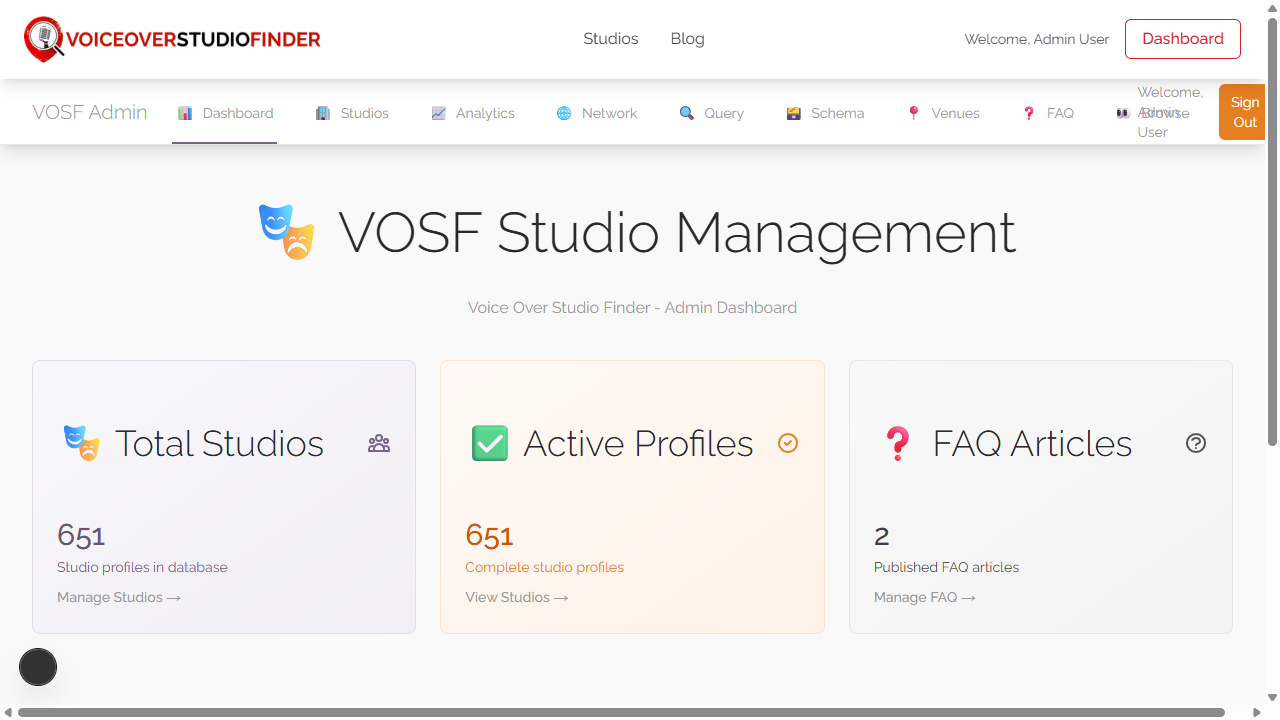 VOICEOVERSTUDIOFINDER
Studios
Blog
Welcome, Admin User
Dashboard
VOSF Admin
Dashboard
Studios
Analytics
Network
Query
Schema
Venues
FAQ
Browse
Welcome,
Admin
User
Sign
Out
VOSF Studio Management
Voice Over Studio Finder - Admin Dashboard
Total Studios
651
Studio profiles in database
Manage Studios →
Active Profiles
651
Complete studio profiles
View Studios →
FAQ Articles
2
Published FAQ articles
Manage FAQ →